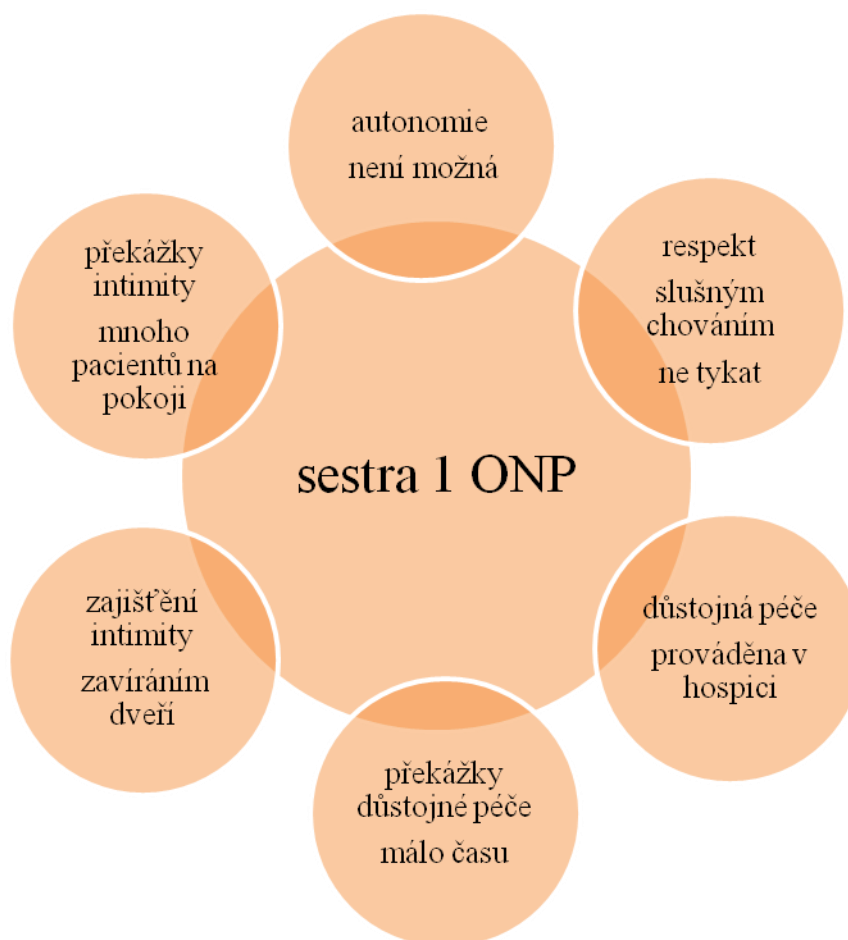 autonomie
není možná
respekt
slušným
chováním
ne tykat
důstojná péče
prováděna v
hospici
překážky
důstojné péče
málo času
zajištění
intimity
zavíráním
dveří
překážky
intimity
mnoho
pacientů na
pokoji
sestra 1 ONP